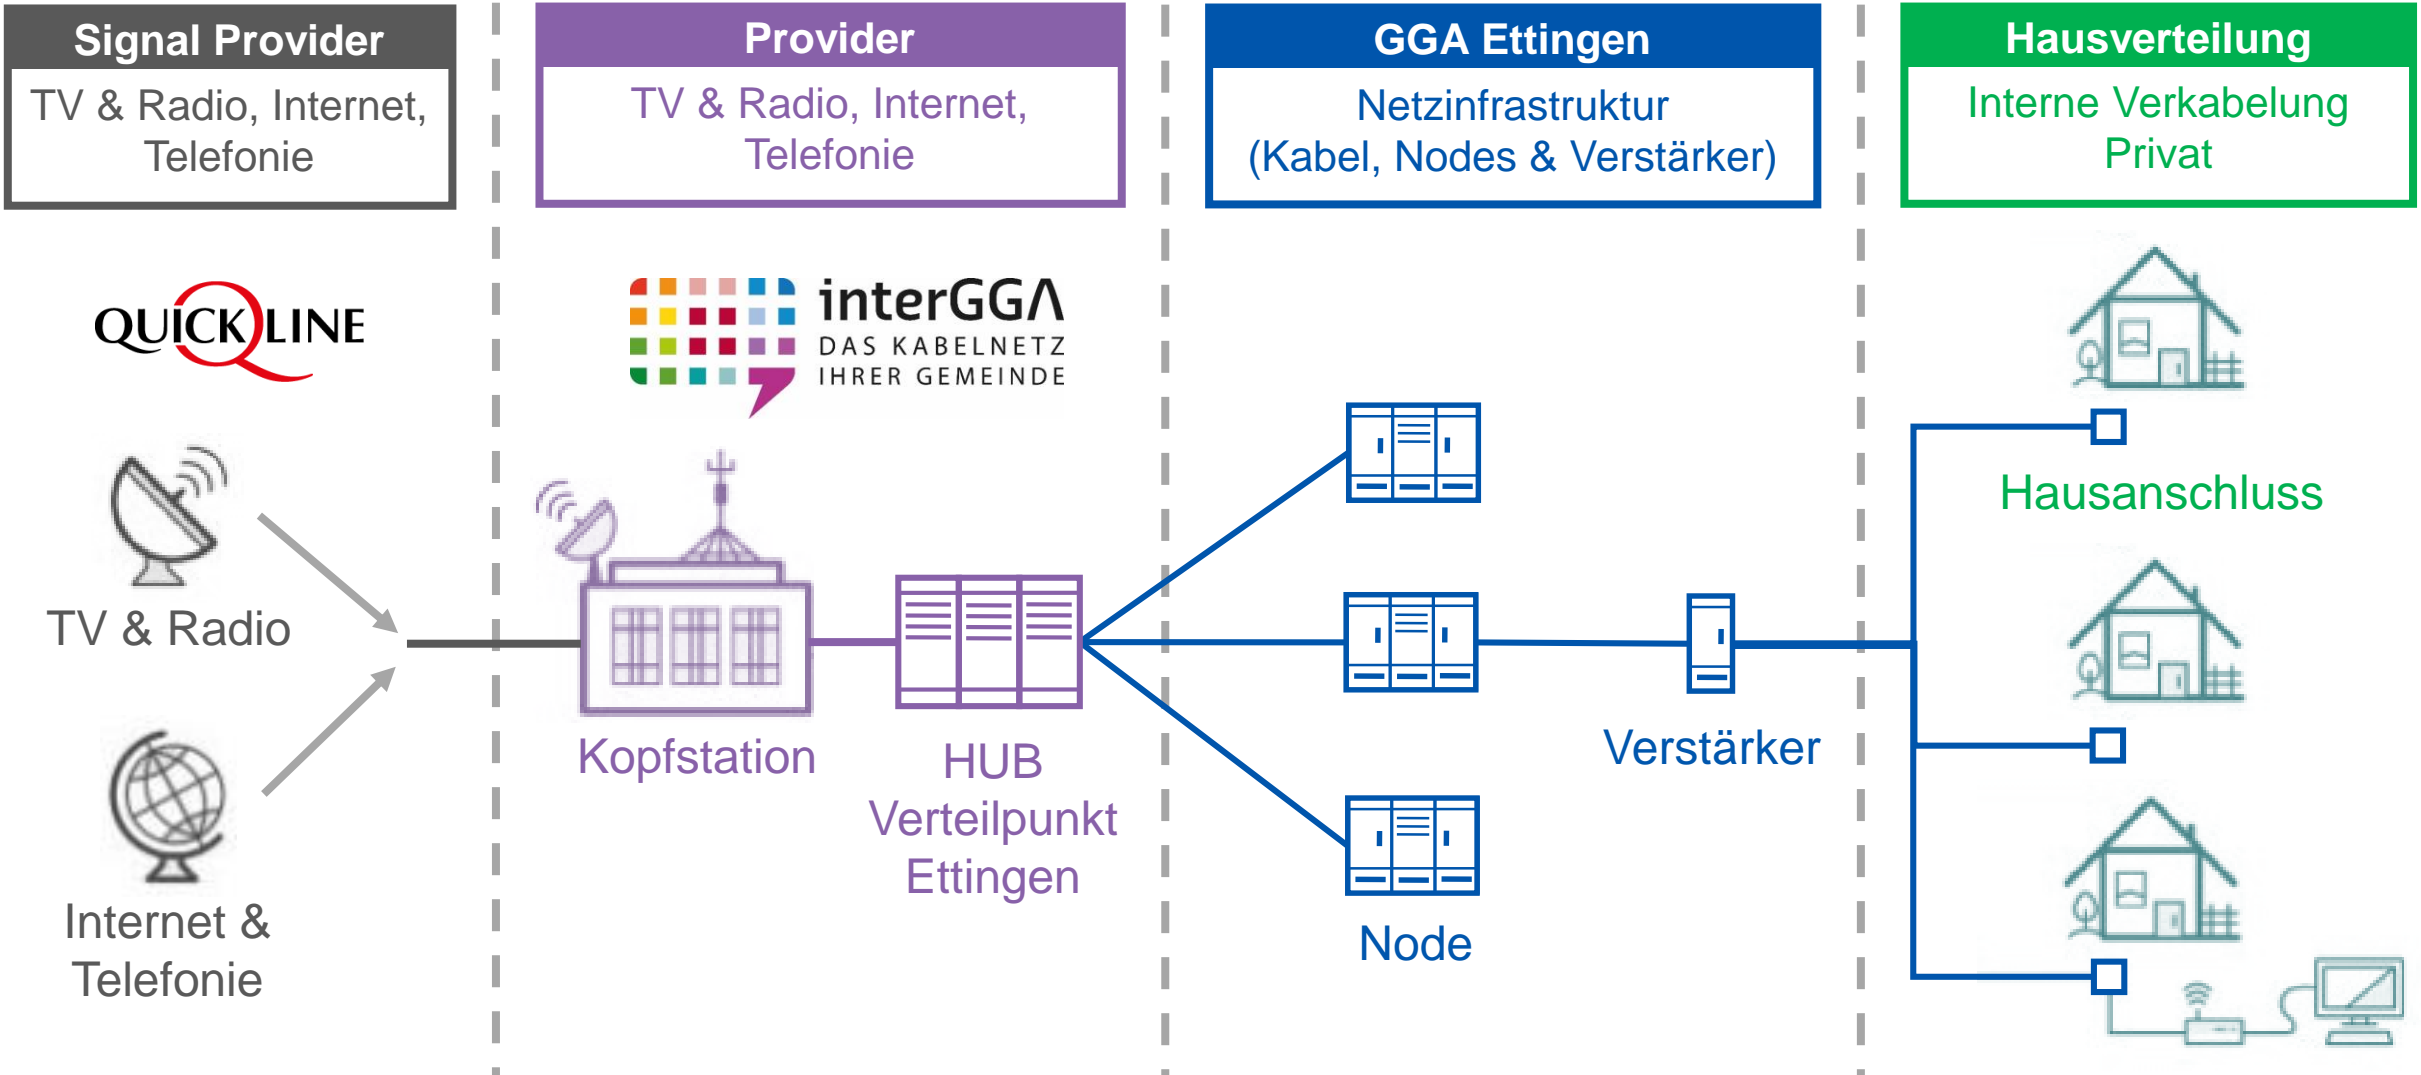 Signal Provider
TV & Radio, Internet,
Telefonie
QUICKLINE
TV & Radio
Internet &
Telefonie
Provider
TV & Radio, Internet,
Telefonie
interGGA
DAS KABELNETZ
IHRER GEMEINDE
Kopfstation
HUB
Verteilpunkt
Ettingen
GGA Ettingen
Netzinfrastruktur
(Kabel, Nodes & Verstärker)
Node
Verstärker
Hausverteilung
Interne Verkabelung
Privat
Hausanschluss